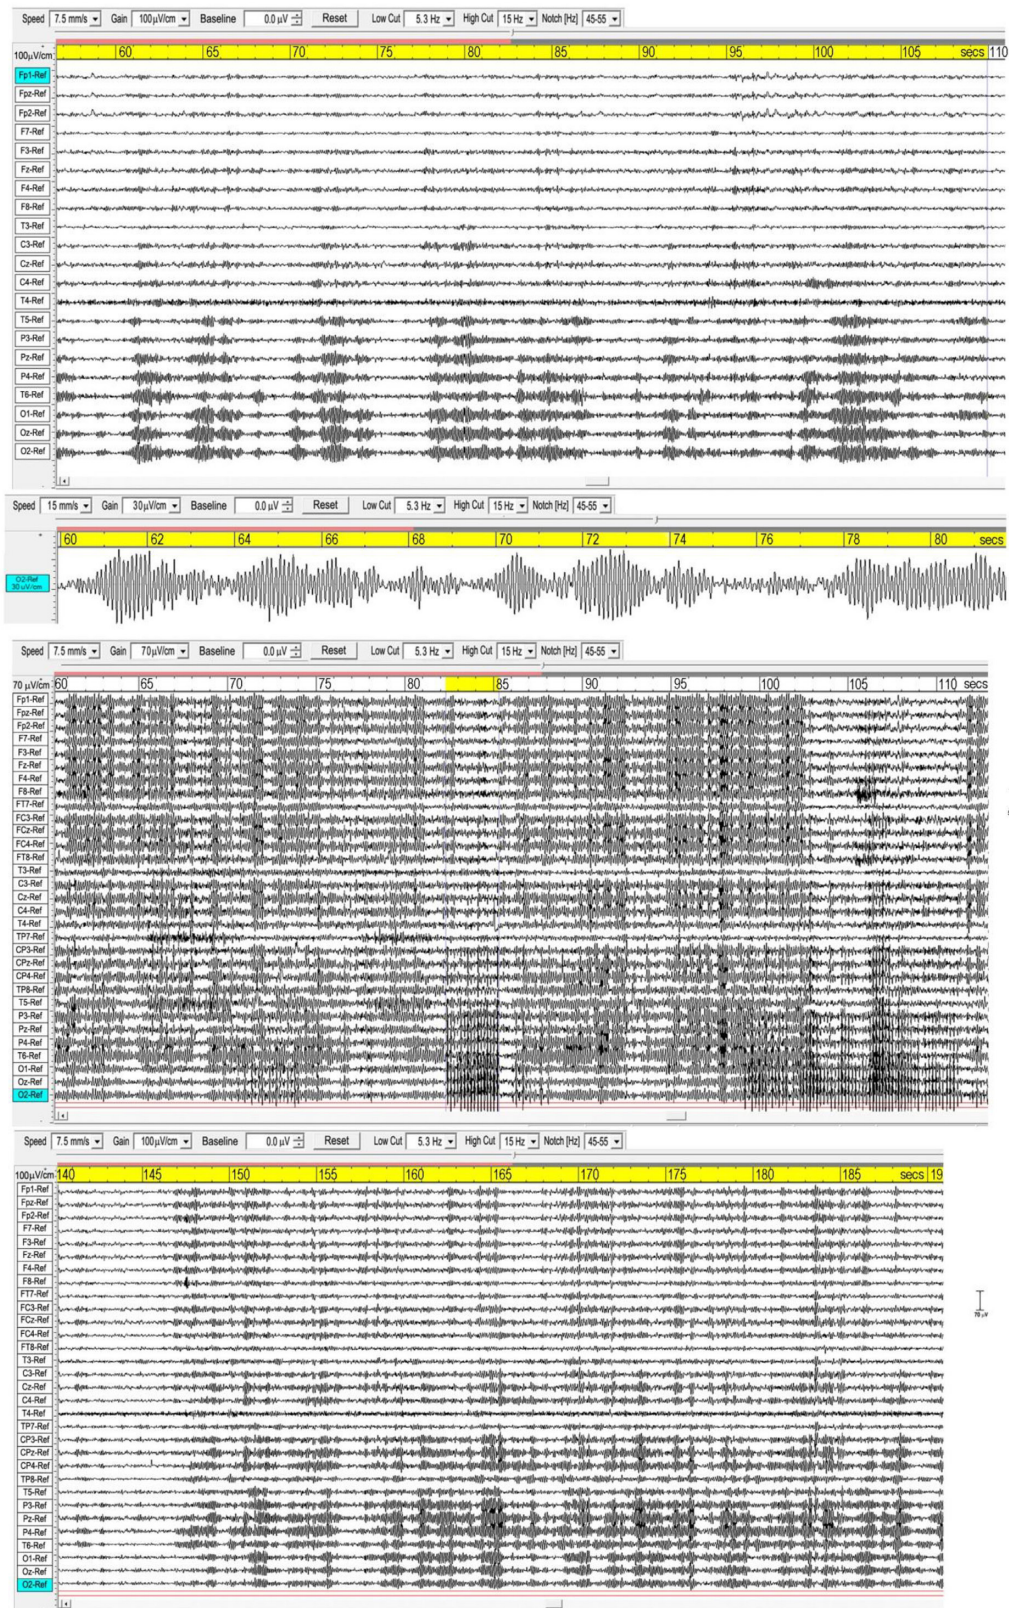 Speed 7.5 mm/s Gain 100µV/cm Baseline 0.0 µV Reset Low Cut 5.3 Hz High Cut 15 Hz Notch [Hz] 45-55
100µV/cm 60 65 70 75 80 85 90 95 100 105 secs 110
Fp1-Ref
Fpz-Ref
Fp2-Ref
F7-Ref
F3-Ref
Fz-Ref
F4-Ref
F8-Ref
T3-Ref
C3-Ref
Cz-Ref
C4-Ref
T4-Ref
T5-Ref
P3-Ref
Pz-Ref
P4-Ref
T6-Ref
O1-Ref
Oz-Ref
O2-Ref
Speed 15 mm/s Gain 30µV/cm Baseline 0.0 µV Reset Low Cut 5.3 Hz High Cut 15 Hz Notch [Hz] 45-55
60 62 64 66 68 70 72 74 76 78 80 secs
O2-Ref
30 uV/cm
Speed 7.5 mm/s Gain 70µV/cm Baseline 0.0 µV Reset Low Cut 5.3 Hz High Cut 15 Hz Notch [Hz] 45-55
70 µV/cm 60 65 70 75 80 85 90 95 100 105 110 secs
Fp1-Ref
Fpz-Ref
Fp2-Ref
F7-Ref
F3-Ref
Fz-Ref
F4-Ref
F8-Ref
FT7-Ref
FC3-Ref
FCz-Ref
FC4-Ref
FT8-Ref
T3-Ref
C3-Ref
Cz-Ref
C4-Ref
T4-Ref
TP7-Ref
CP3-Ref
CPz-Ref
CP4-Ref
TP8-Ref
T5-Ref
P3-Ref
Pz-Ref
P4-Ref
T6-Ref
O1-Ref
Oz-Ref
O2-Ref
Speed 7.5 mm/s Gain 100µV/cm Baseline 0.0 µV Reset Low Cut 5.3 Hz High Cut 15 Hz Notch [Hz] 45-55
100µV/cm 140 145 150 155 160 165 170 175 180 185 secs 19
Fp1-Ref
Fpz-Ref
Fp2-Ref
F7-Ref
F3-Ref
Fz-Ref
F4-Ref
F8-Ref
FT7-Ref
FC3-Ref
FCz-Ref
FC4-Ref
FT8-Ref
T3-Ref
C3-Ref
Cz-Ref
C4-Ref
T4-Ref
TP7-Ref
CP3-Ref
CPz-Ref
CP4-Ref
TP8-Ref
T5-Ref
P3-Ref
Pz-Ref
P4-Ref
T6-Ref
O1-Ref
Oz-Ref
O2-Ref
70 µV